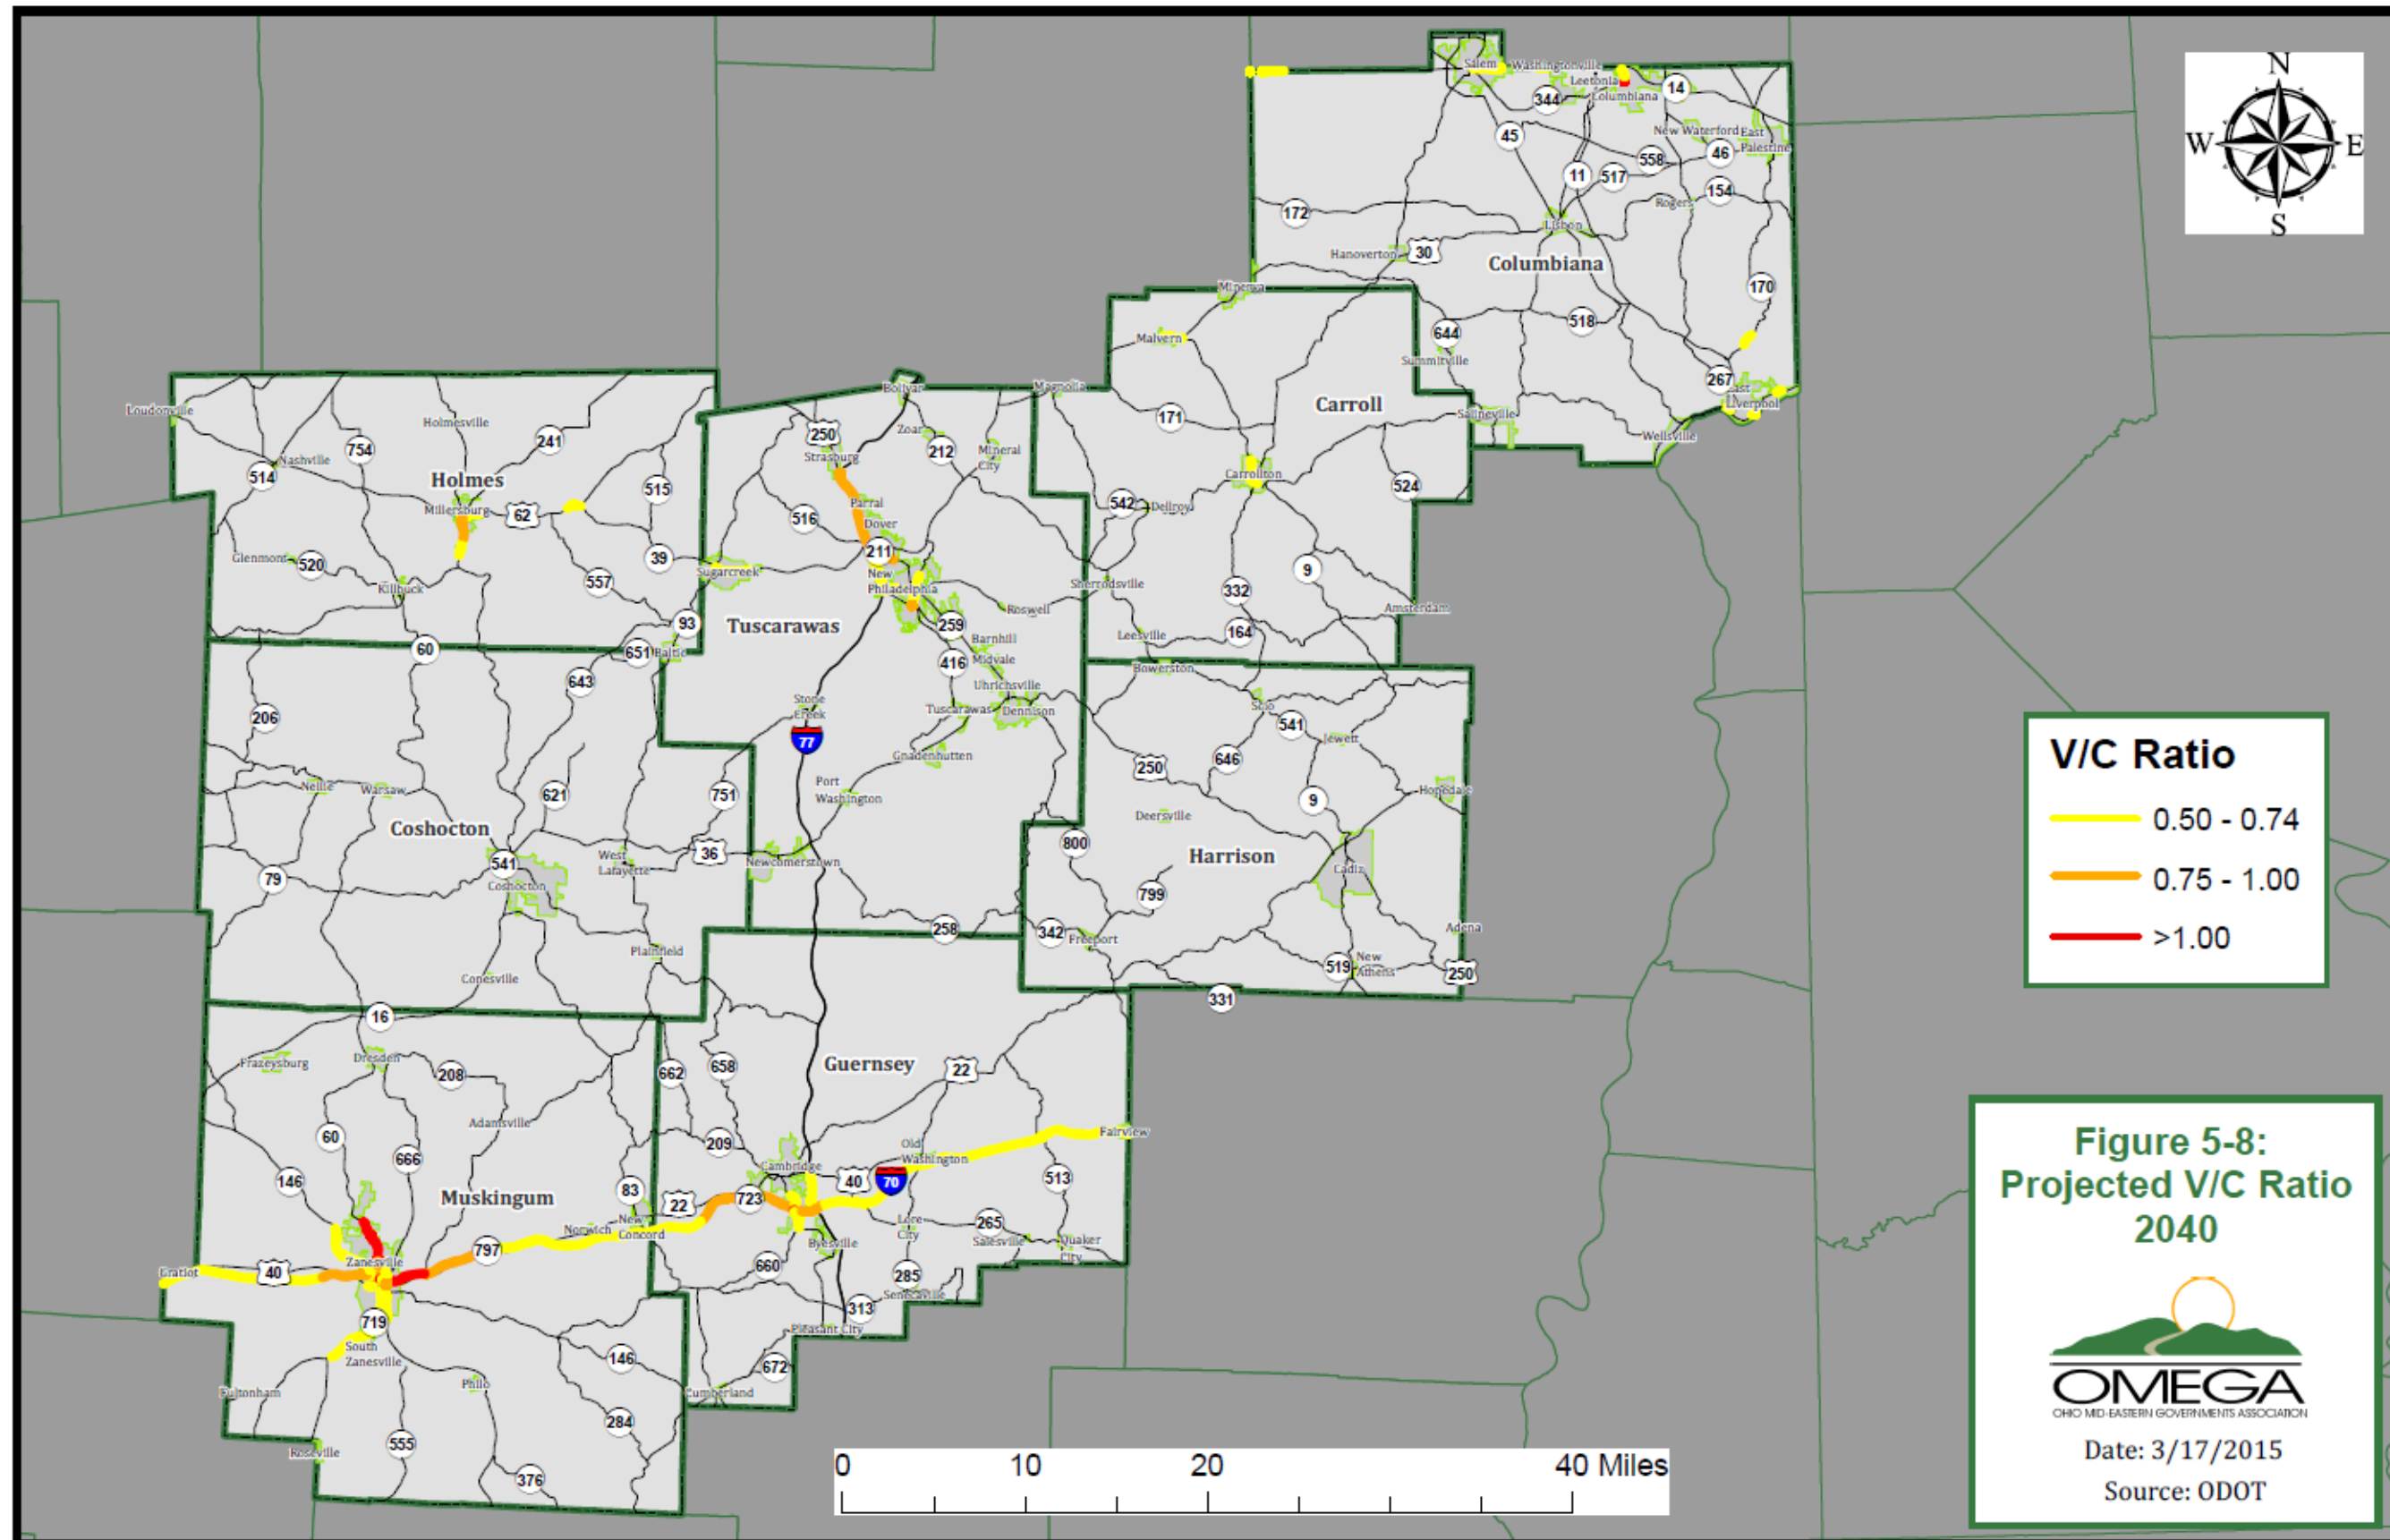 N
W
E
S
Salem
Washingtonville
Leetonia
Columbiana
14
344
45
New Waterford
East
Palestine
558
46
11
517
154
172
Rogers
Lisbon
Hanoverton
30
Columbiana
170
Minerva
518
Malvern
644
Summitville
267
East
Liverpool
Bolivar
Magnolia
Loudonville
Holmesville
Carroll
171
Salineville
Wellsville
250
Zoar
212
241
754
Strasburg
Mineral
City
Nashville
514
Holmes
Carrollton
515
524
Parral
542
Dellroy
Millersburg
62
516
Dover
211
Glenmont
520
39
Sugarcreek
New
Philadelphia
9
557
Killbuck
Sherrodsville
332
Roswell
Amsterdam
93
Tuscarawas
259
Barnhill
Leesville
164
60
651
Baltic
416
Midvale
Bowerston
643
Uhrichsville
Stone
Creek
Tuscarawas
Dennison
Scio
206
541
77
Jewett
Gnadenhutten
646
250
Nellie
Warsaw
621
751
Port
Washington
9
Hopedale
Deersville
Coshocton
800
West
Lafayette
36
Newcomerstown
Harrison
541
Cadiz
79
Coshocton
799
258
342
Freeport
Adena
Plainfield
Conesville
519
New
Athens
250
331
16
Frazeysburg
Dresden
208
662
658
Guernsey
22
Adamsville
60
209
Old
Washington
Fairview
666
Cambridge
146
40
70
513
Muskingum
83
22
723
Norwich
New
Concord
Lore
City
265
Salesville
Quaker
City
797
Byesville
Gratiot
40
Zanesville
660
285
Senecaville
719
313
Pleasant City
South
Zanesville
146
672
Fultonham
Philo
Cumberland
284
Roseville
555
376
V/C Ratio
0.50 - 0.74
0.75 - 1.00
>1.00
Figure 5-8:
Projected V/C Ratio
2040
OMEGA
OHIO MID-EASTERN GOVERNMENTS ASSOCIATION
Date: 3/17/2015
Source: ODOT
0 10 20 40 Miles